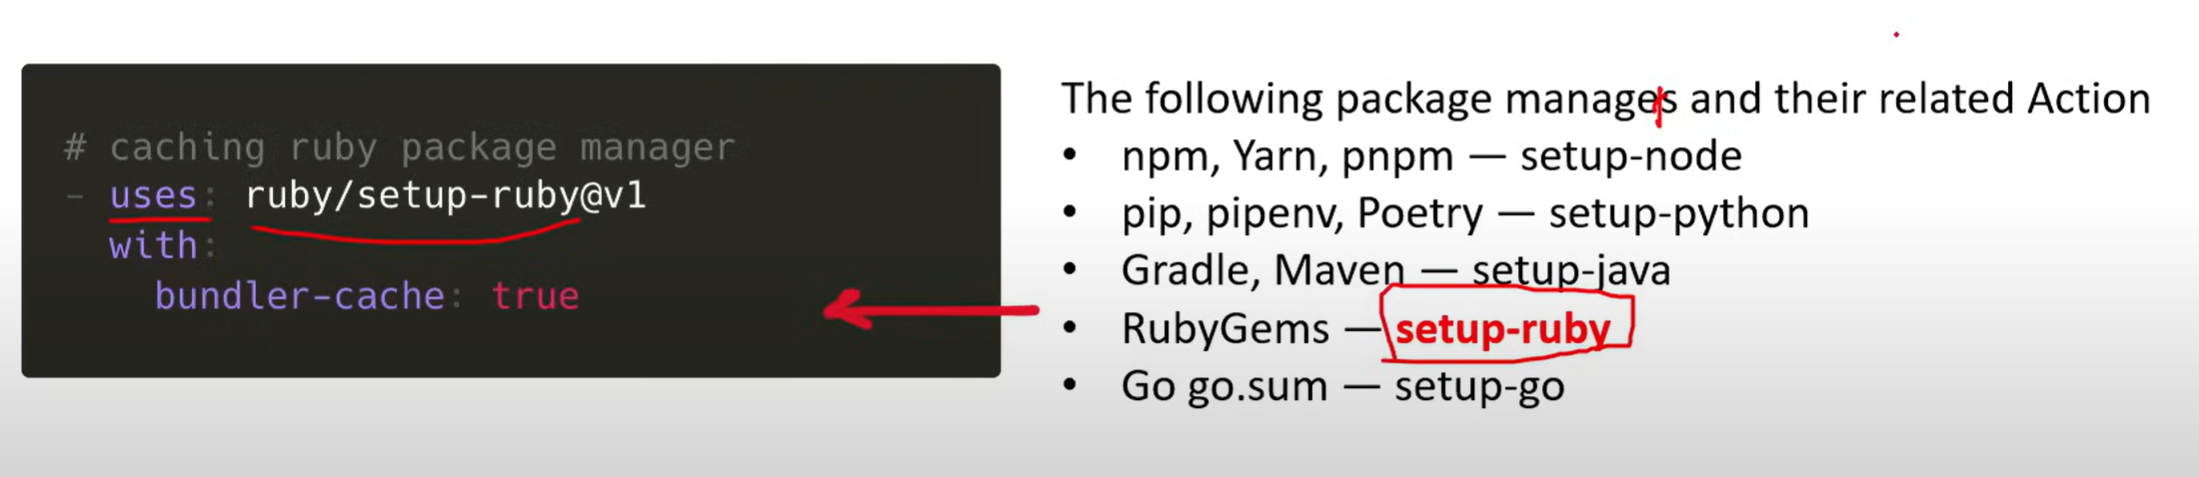 # caching ruby package manager
- uses: ruby/setup-ruby@v1
with:
bundler-cache: true
The following package manages and their related Action
• npm, Yarn, pnpm — setup-node
• pip, pipenv, Poetry — setup-python
• Gradle, Maven — setup-java
• RubyGems — setup-ruby
• Go go.sum — setup-go